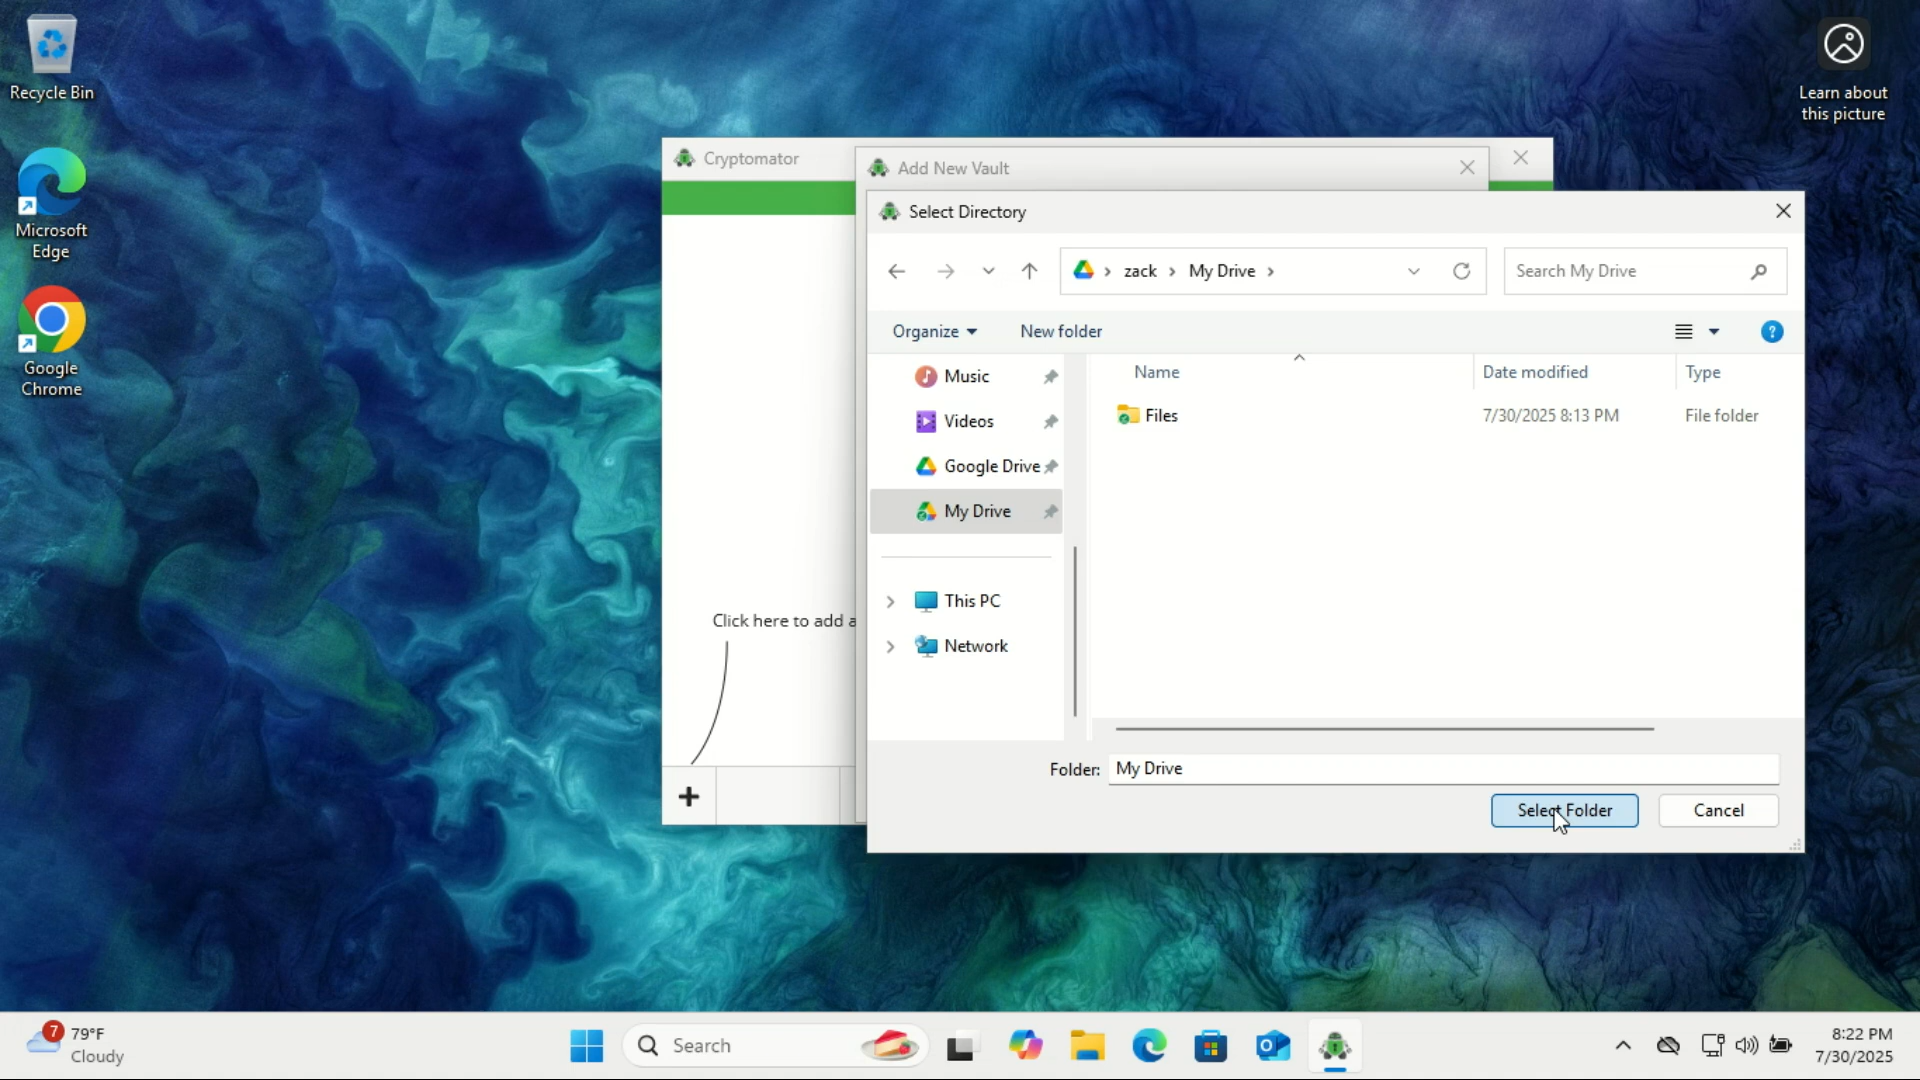 Recycle Bin
Microsoft
Edge
Google
Chrome
Learn about
this picture
Cryptomator
Click here to add a
Add New Vault
Select Directory
zack
My Drive
Search My Drive
Organize
New folder
Music
Videos
Google Drive
My Drive
This PC
Network
Name
Date modified
Type
Files
7/30/2025 8:13 PM
File folder
Folder:
My Drive
Select Folder
Cancel
7
79°F
Cloudy
Search
8:22 PM
7/30/2025